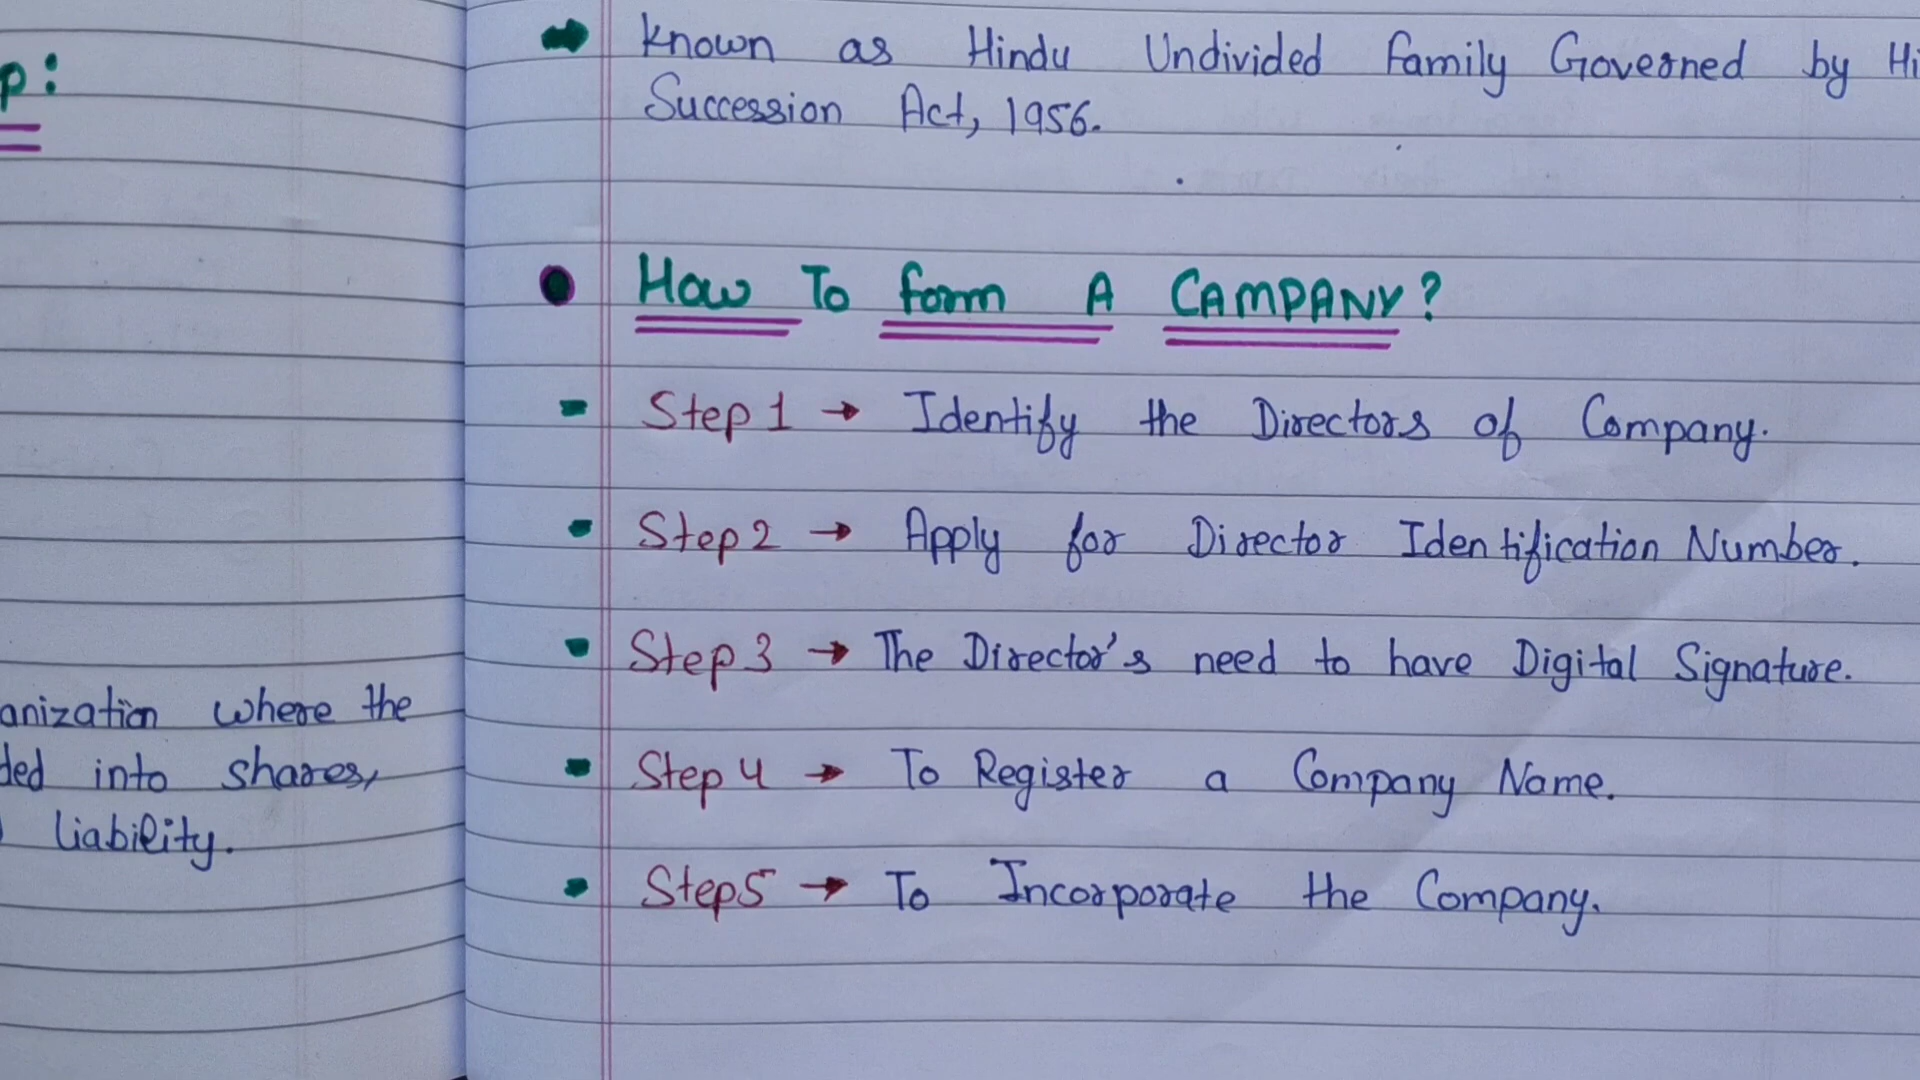 p:
anization where the
ded into shares,
liability.
Known as Hindu Undivided Family Governed by Hi
Succession Act, 1956.
How To form A CAMPANY?
Step 1 → Identify the Directors of Company.
Step 2 → Apply for Director Identification Number.
Step 3 → The Director's need to have Digital Signature.
Step 4 → To Register a Company Name.
Step 5 → To Incorporate the Company.